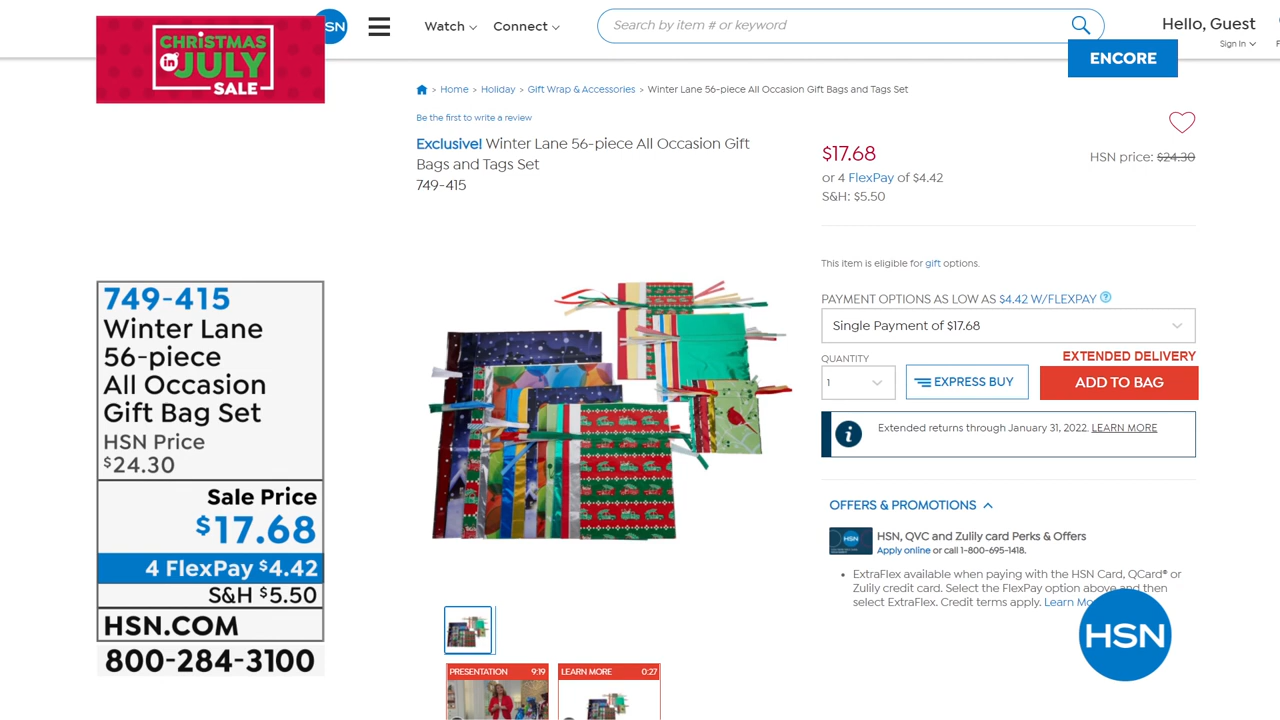 CHRISTMAS
in JULY
SALE
SN
Watch
Connect
Search by item # or keyword
Hello, Guest
Sign In
ENCORE
Home > Holiday > Gift Wrap & Accessories > Winter Lane 56-piece All Occasion Gift Bags and Tags Set
Be the first to write a review
Exclusive! Winter Lane 56-piece All Occasion Gift
Bags and Tags Set
749-415
$17.68
HSN price: $24.30
or 4 FlexPay of $4.42
S&H: $5.50
This item is eligible for gift options.
PAYMENT OPTIONS AS LOW AS $4.42 W/FLEXPAY ?
Single Payment of $17.68
QUANTITY
EXTENDED DELIVERY
1
EXPRESS BUY
ADD TO BAG
Extended returns through January 31, 2022. LEARN MORE
OFFERS & PROMOTIONS
HSN
HSN, QVC and Zulily card Perks & Offers
Apply online or call 1-800-695-1418.
• ExtraFlex available when paying with the HSN Card, QCard® or
Zulily credit card. Select the FlexPay option above and then
select ExtraFlex. Credit terms apply. Learn Mo
HSN
749-415
Winter Lane
56-piece
All Occasion
Gift Bag Set
HSN Price
$24.30
Sale Price
$17.68
4 FlexPay $4.42
S&H $5.50
HSN.COM
800-284-3100
PRESENTATION 9:19
LEARN MORE 0:27